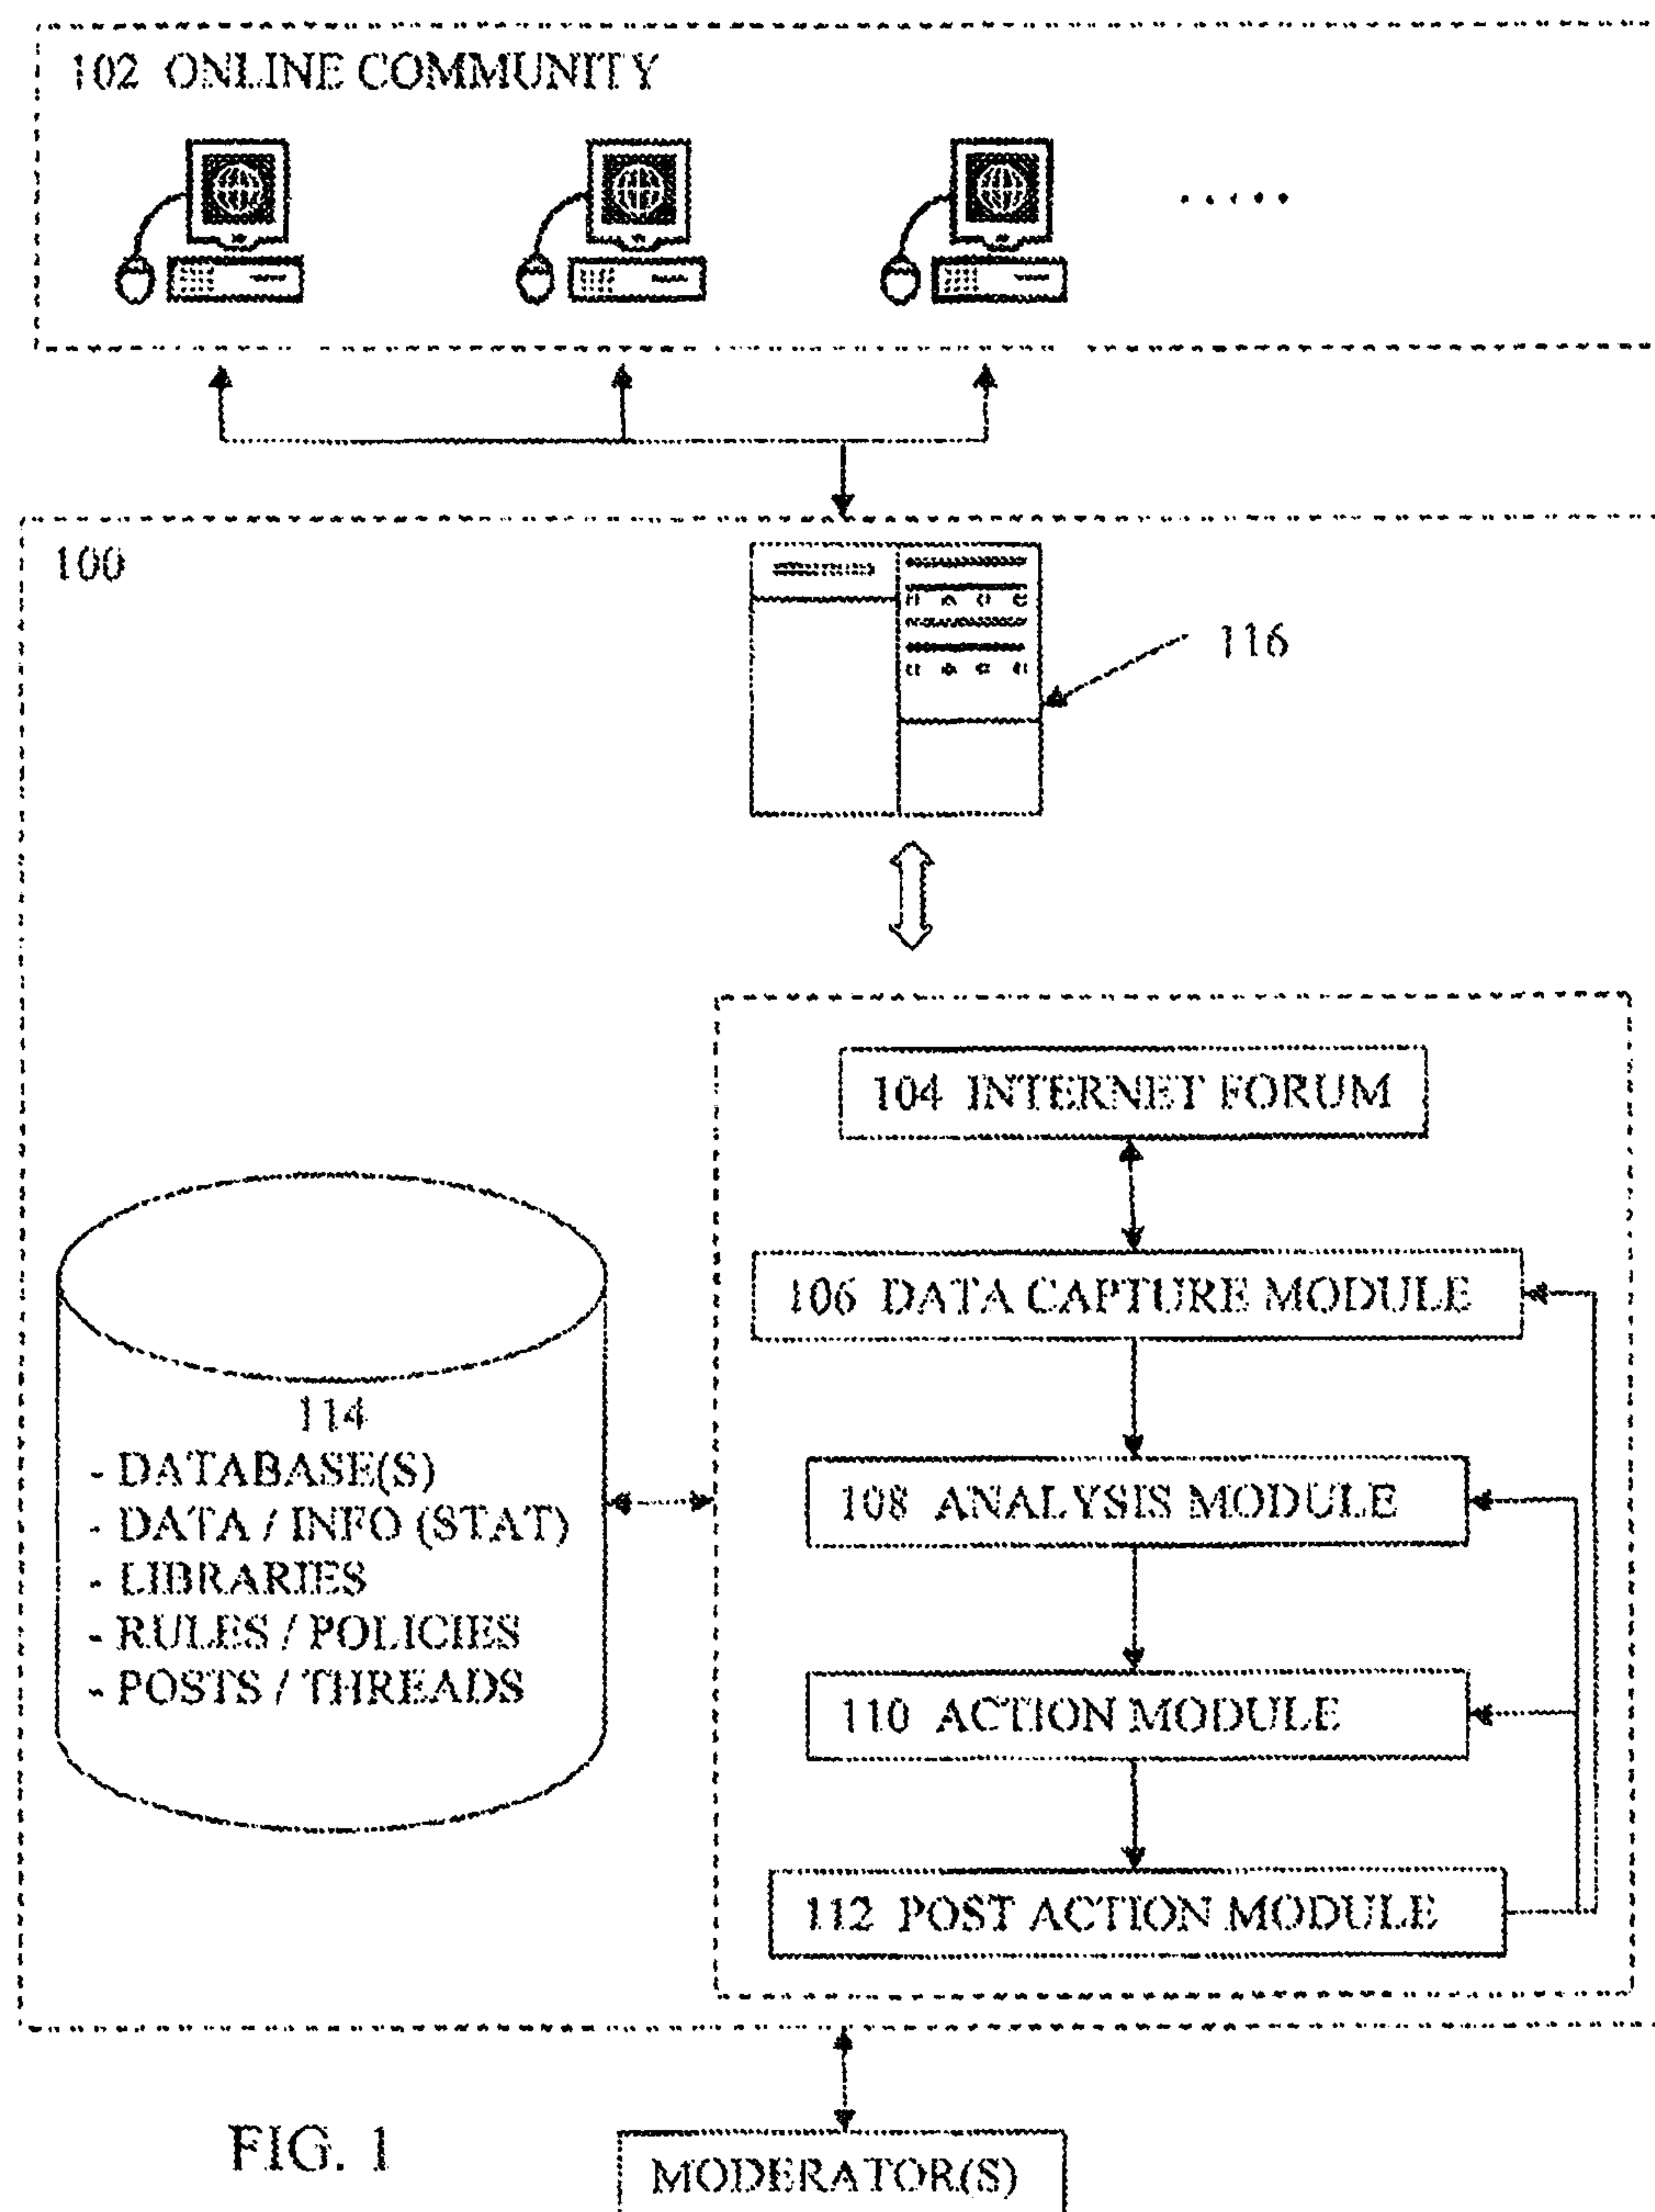 102 ONLINE COMMUNITY
100
116
104 INTERNET FORUM
106 DATA CAPTURE MODULE
114
- DATABASE(S)
- DATA / INFO (STAT)
- LIBRARIES
- RULES / POLICIES
- POSTS / THREADS
108 ANALYSIS MODULE
110 ACTION MODULE
112 POST ACTION MODULE
FIG. 1
MODERATOR(S)